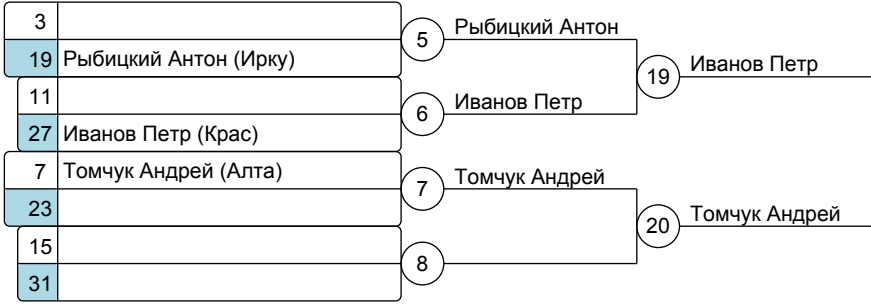 3
19 Рыбицкий Антон (Ирку)
5 Рыбицкий Антон
11
27 Иванов Петр (Крас)
6 Иванов Петр
19 Иванов Петр
7 Томчук Андрей (Алта)
23
7 Томчук Андрей
15
31
8
20 Томчук Андрей